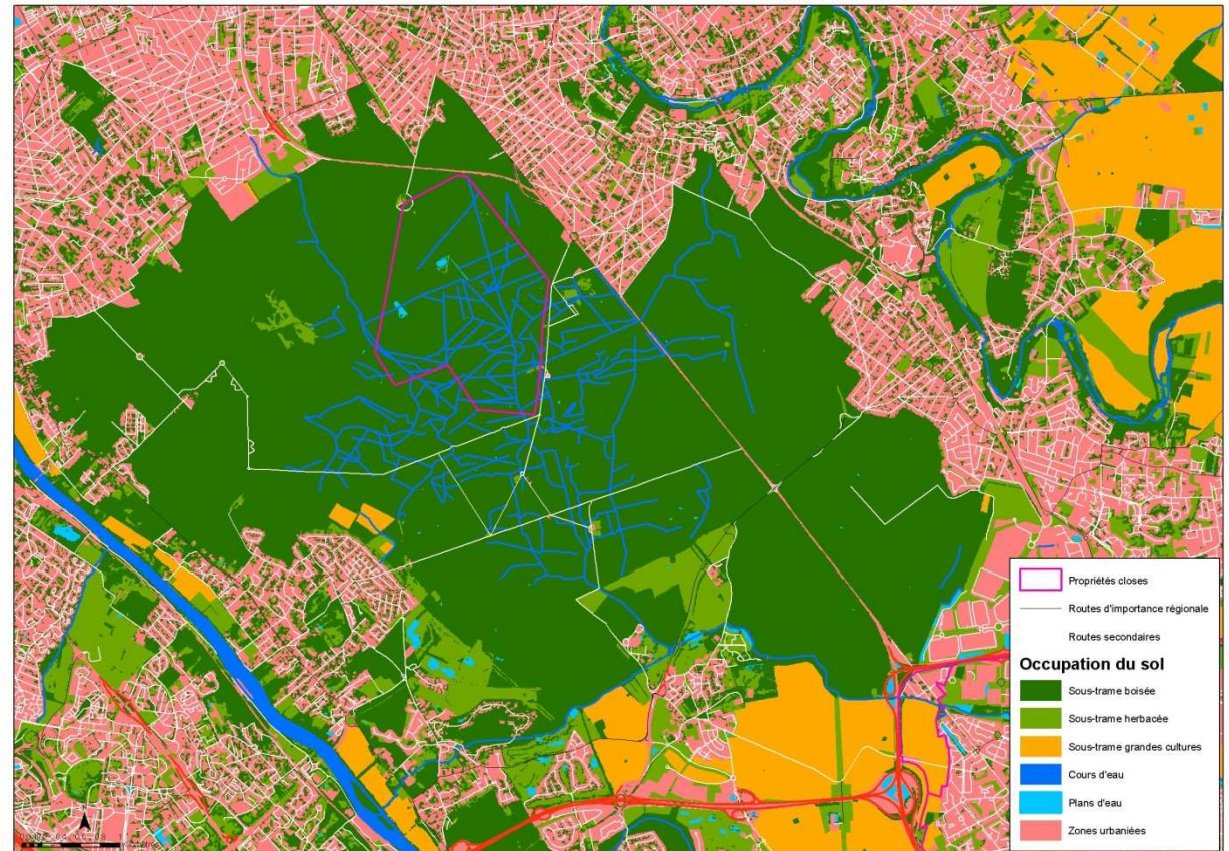 Propriétés closes
Routes d'importance régionale
Routes secondaires
Occupation du sol
Sous-trame boisée
Sous-trame herbacée
Sous-trame grandes cultures
Cours d'eau
Plans d'eau
Zones urbaniées